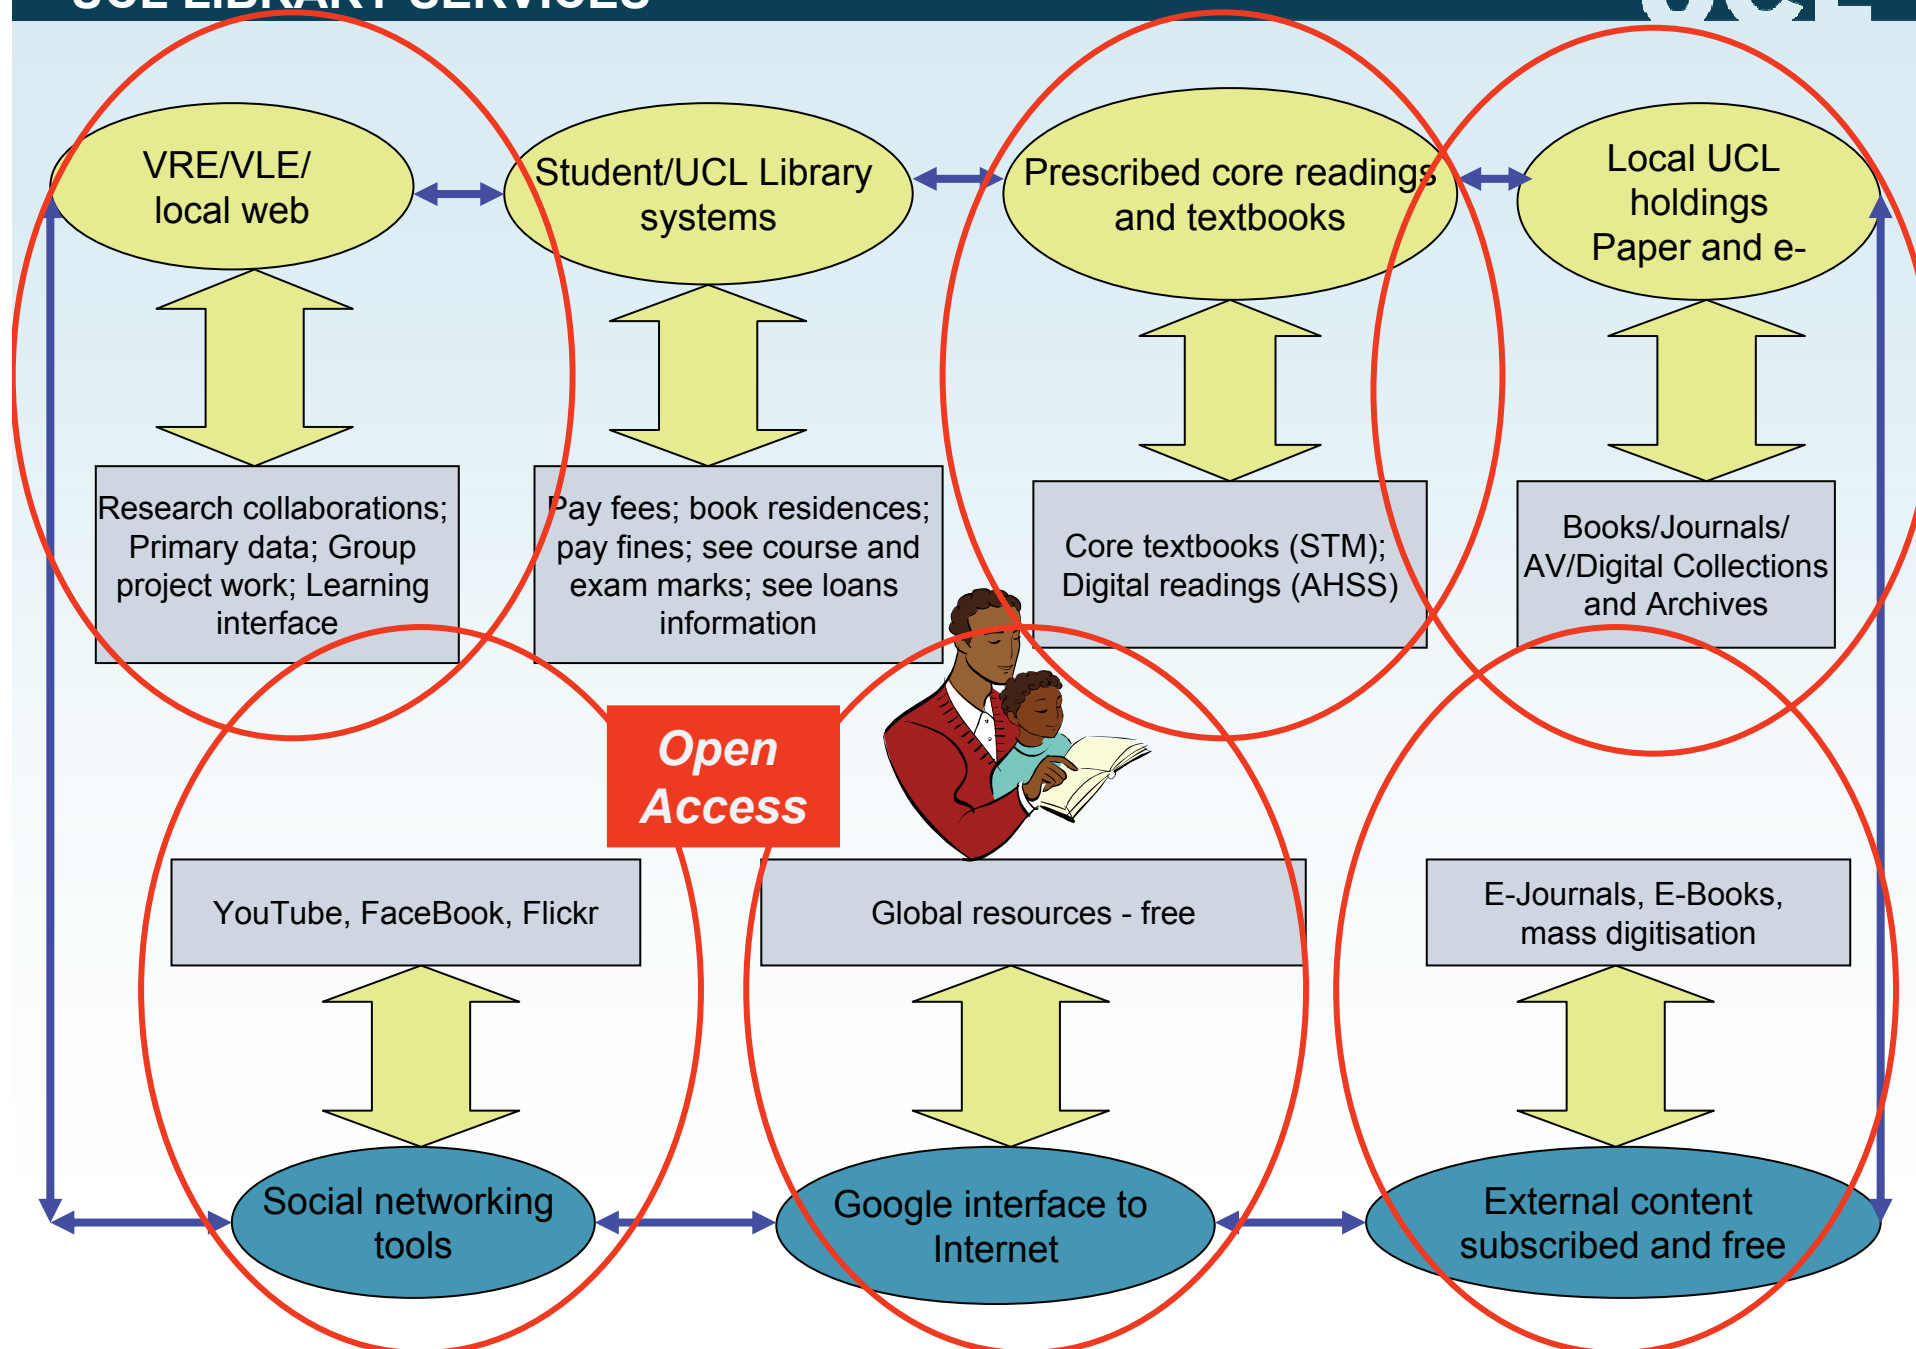 UCL LIBRARY SERVICES
UCL
VRE/VLE/
local web
Student/UCL Library
systems
Prescribed core readings
and textbooks
Local UCL
holdings
Paper and e-
Research collaborations;
Primary data; Group
project work; Learning
interface
Pay fees; book residences;
pay fines; see course and
exam marks; see loans
information
Core textbooks (STM);
Digital readings (AHSS)
Books/Journals/
AV/Digital Collections
and Archives
Open
Access
YouTube, FaceBook, Flickr
Global resources - free
E-Journals, E-Books,
mass digitisation
Social networking
tools
Google interface to
Internet
External content
subscribed and free